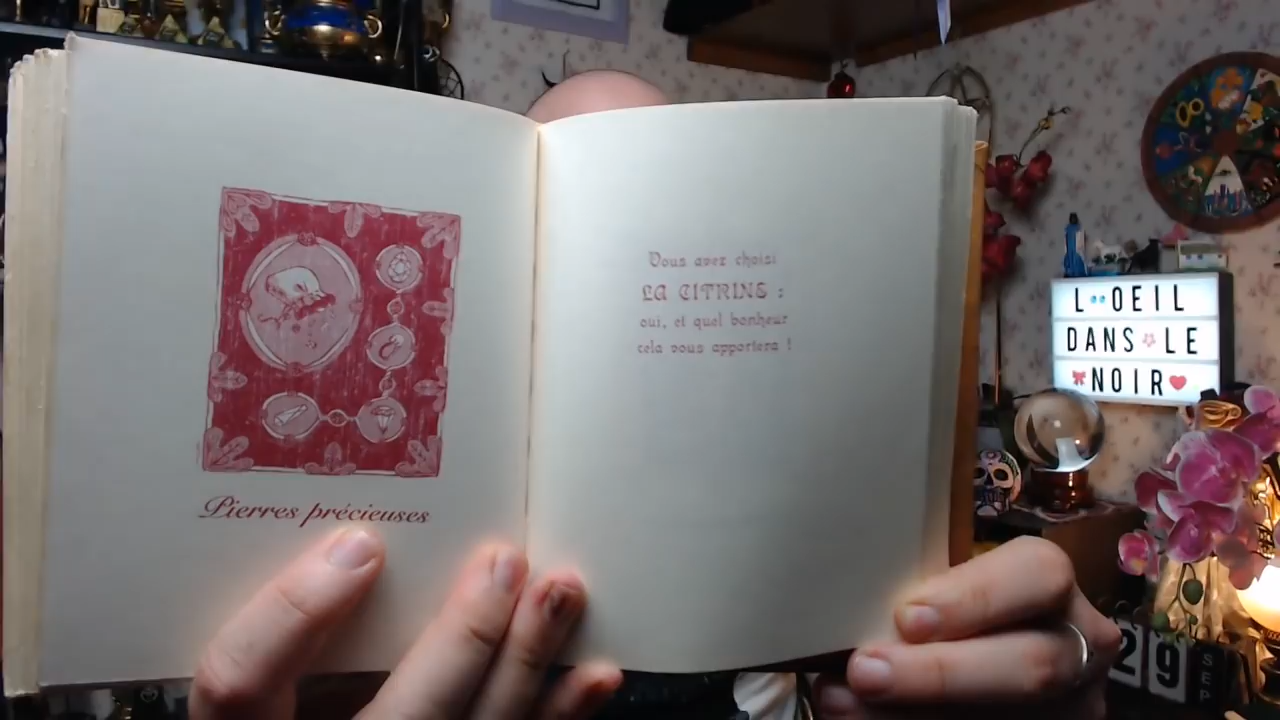 Pierres précieuses
Vous avez choisi
LA CITRINE :
oui, et quel bonheur
cela vous apportera !
L OEIL
DANS LE
NOIR
29
SEP